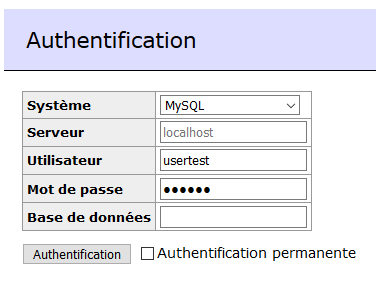 Authentification
Système MySQL
Serveur localhost
Utilisateur usertest
Mot de passe ●●●●●●
Base de données
Authentification Authentification permanente